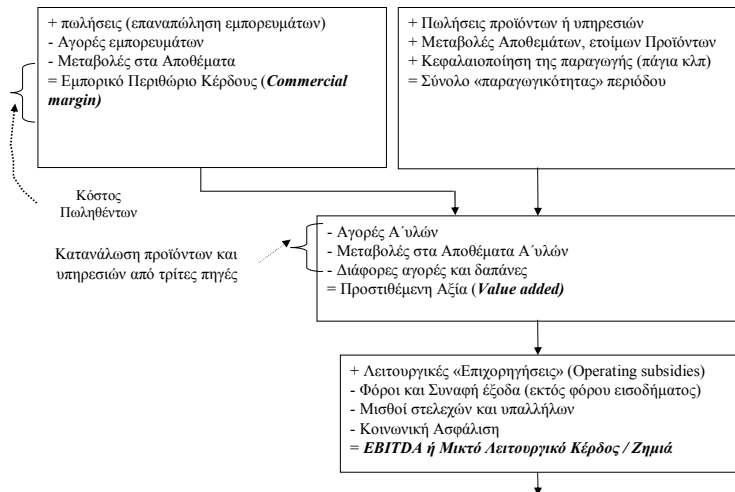 + πωλήσεις (επαναπώληση εμπορευμάτων)
- Αγορές εμπορευμάτων
- Μεταβολές στα Αποθέματα
= Εμπορικό Περιθώριο Κέρδους (Commercial
margin)
+ Πωλήσεις προϊόντων ή υπηρεσιών
+ Μεταβολές Αποθεμάτων, ετοίμων Προϊόντων
+ Κεφαλαιοποίηση της παραγωγής (πάγια κλπ)
= Σύνολο «παραγωγικότητας» περιόδου
Κόστος
Πωληθέντων
Κατανάλωση προϊόντων και
υπηρεσιών από τρίτες πηγές
- Αγορές Α΄υλών
- Μεταβολές στα Αποθέματα Α΄υλών
- Διάφορες αγορές και δαπάνες
= Προστιθέμενη Αξία (Value added)
+ Λειτουργικές «Επιχορηγήσεις» (Operating subsidies)
- Φόροι και Συναφή έξοδα (εκτός φόρου εισοδήματος)
- Μισθοί στελεχών και υπαλλήλων
- Κοινωνική Ασφάλιση
= EBITDA ή Μικτό Λειτουργικό Κέρδος / Ζημιά